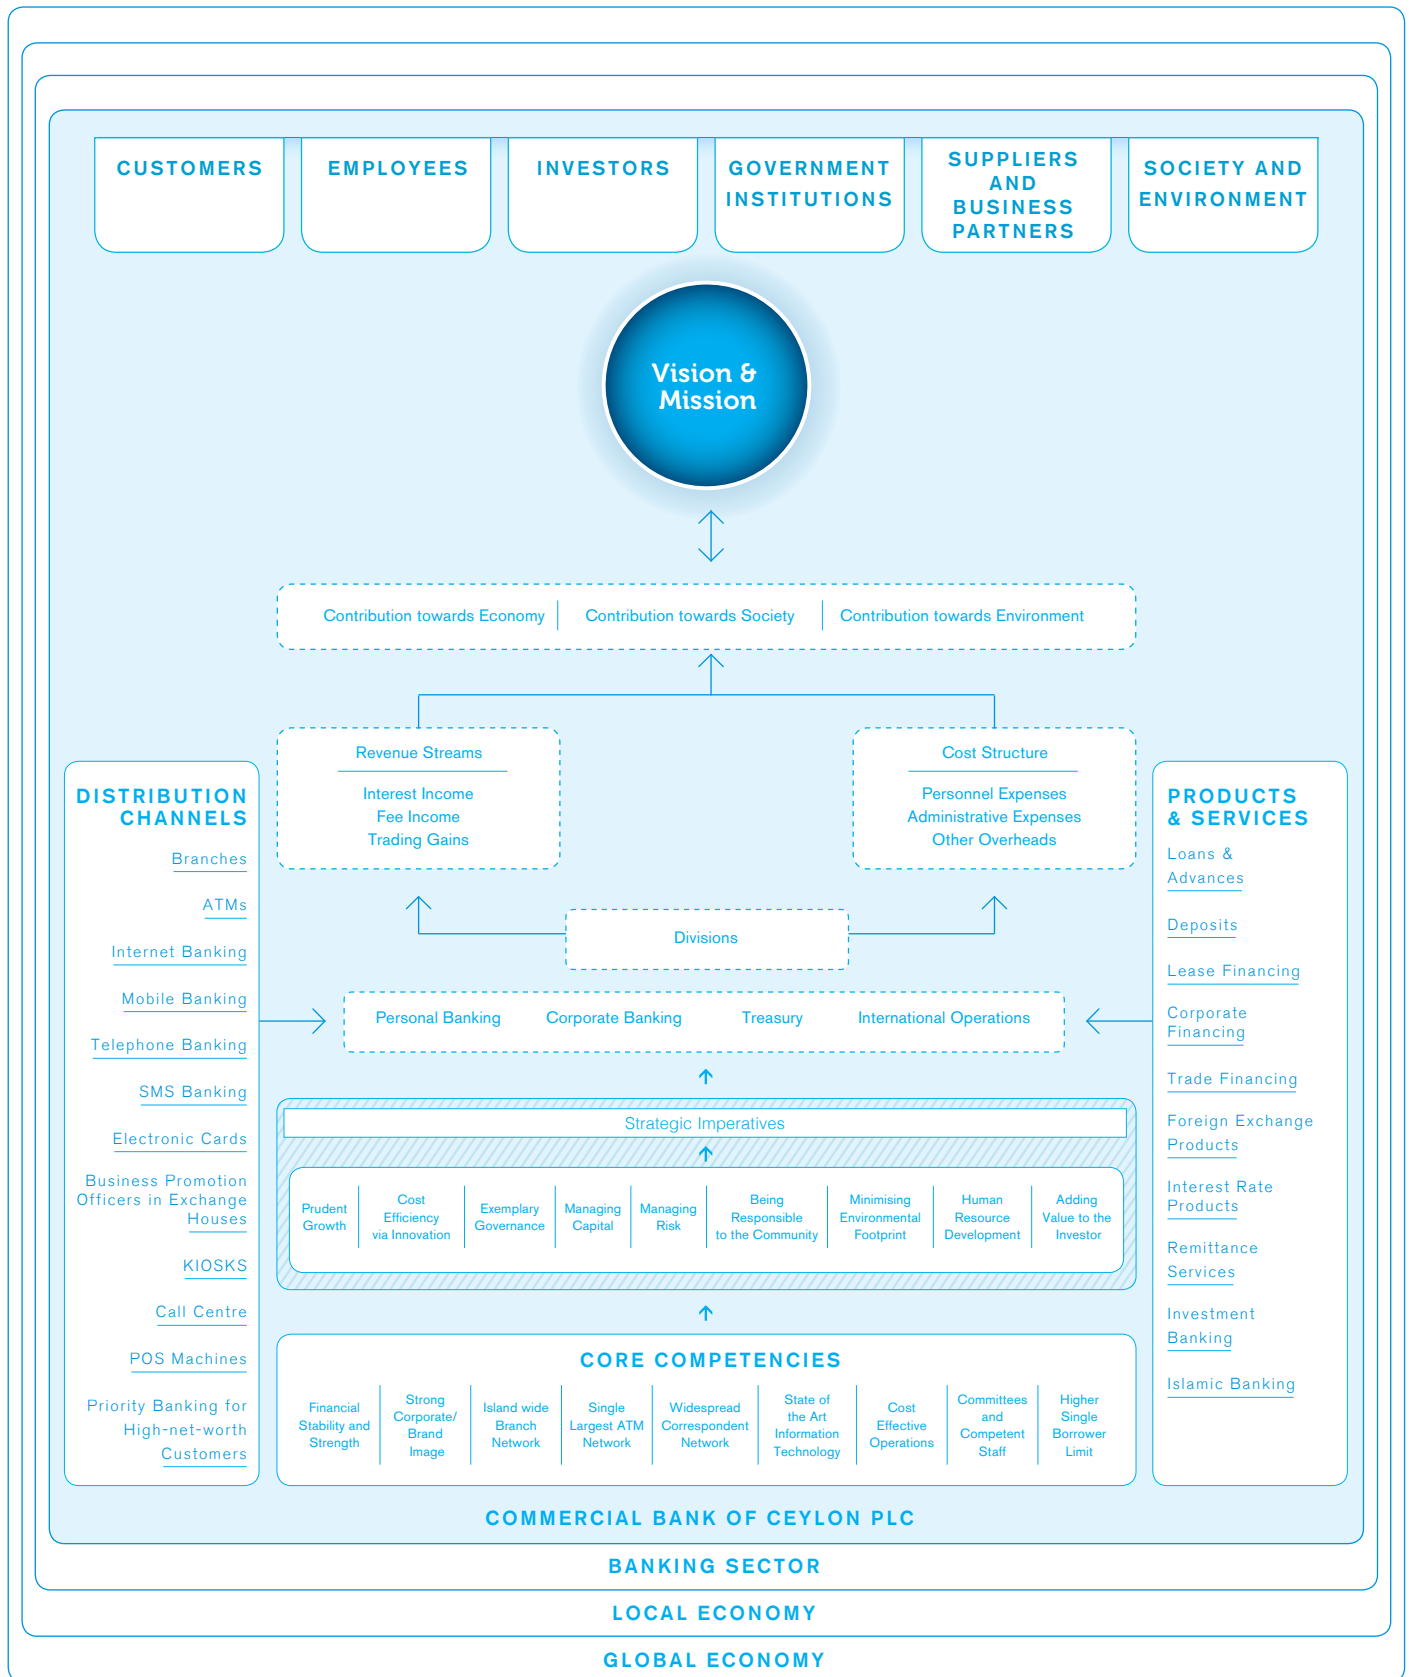 CUSTOMERS
EMPLOYEES
INVESTORS
GOVERNMENT
INSTITUTIONS
SUPPLIERS
AND
BUSINESS
PARTNERS
SOCIETY AND
ENVIRONMENT
Vision &
Mission
Contribution towards Economy
Contribution towards Society
Contribution towards Environment
Revenue Streams
Interest Income
Fee Income
Trading Gains
Cost Structure
Personnel Expenses
Administrative Expenses
Other Overheads
DISTRIBUTION
CHANNELS
Branches
ATMs
Internet Banking
Mobile Banking
Telephone Banking
SMS Banking
Electronic Cards
Business Promotion
Officers in Exchange
Houses
KIOSKS
Call Centre
POS Machines
Priority Banking for
High-net-worth
Customers
Divisions
Personal Banking
Corporate Banking
Treasury
International Operations
Strategic Imperatives
Prudent
Growth
Cost
Efficiency
via Innovation
Exemplary
Governance
Managing
Capital
Managing
Risk
Being
Responsible
to the Community
Minimising
Environmental
Footprint
Human
Resource
Development
Adding
Value to the
Investor
CORE COMPETENCIES
Financial
Stability and
Strength
Strong
Corporate/
Brand
Image
Island wide
Branch
Network
Single
Largest ATM
Network
Widespread
Correspondent
Network
State of
the Art
Information
Technology
Cost
Effective
Operations
Committees
and
Competent
Staff
Higher
Single
Borrower
Limit
PRODUCTS
& SERVICES
Loans &
Advances
Deposits
Lease Financing
Corporate
Financing
Trade Financing
Foreign Exchange
Products
Interest Rate
Products
Remittance
Services
Investment
Banking
Islamic Banking
COMMERCIAL BANK OF CEYLON PLC
BANKING SECTOR
LOCAL ECONOMY
GLOBAL ECONOMY